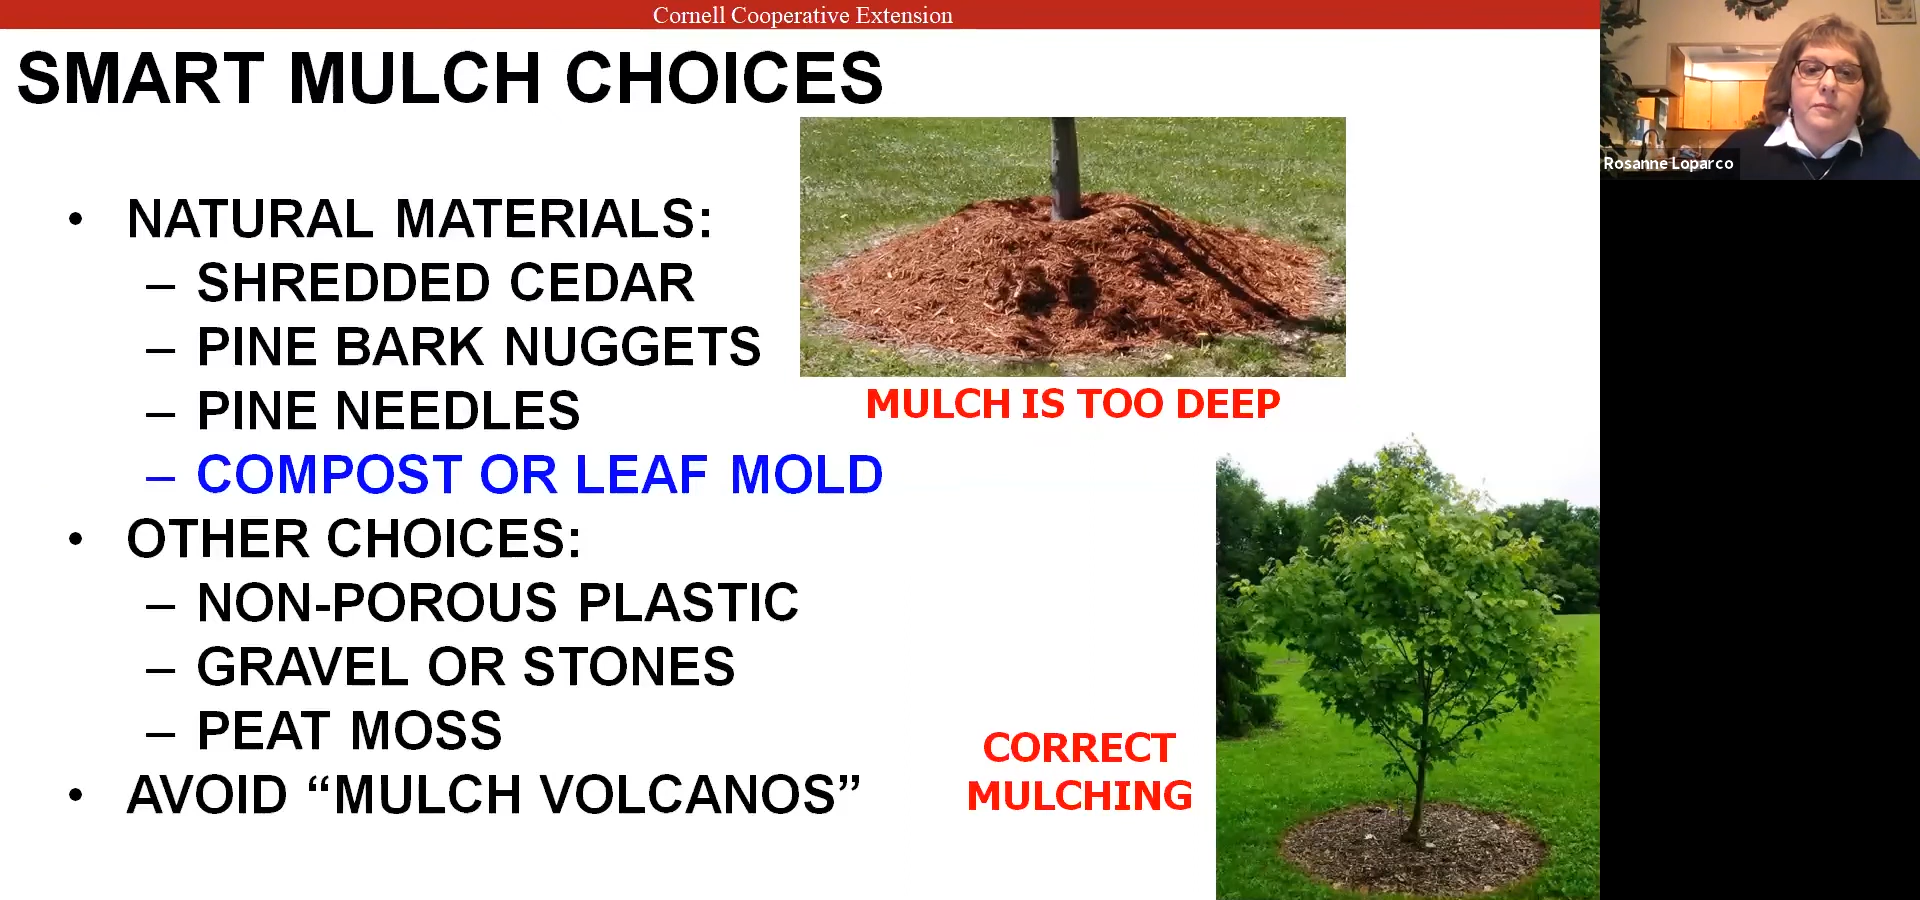 Cornell Cooperative Extension
SMART MULCH CHOICES
• NATURAL MATERIALS:
– SHREDDED CEDAR
– PINE BARK NUGGETS
– PINE NEEDLES
– COMPOST OR LEAF MOLD
• OTHER CHOICES:
– NON-POROUS PLASTIC
– GRAVEL OR STONES
– PEAT MOSS
• AVOID “MULCH VOLCANOS”
MULCH IS TOO DEEP
CORRECT
MULCHING
Rosanne Loparco